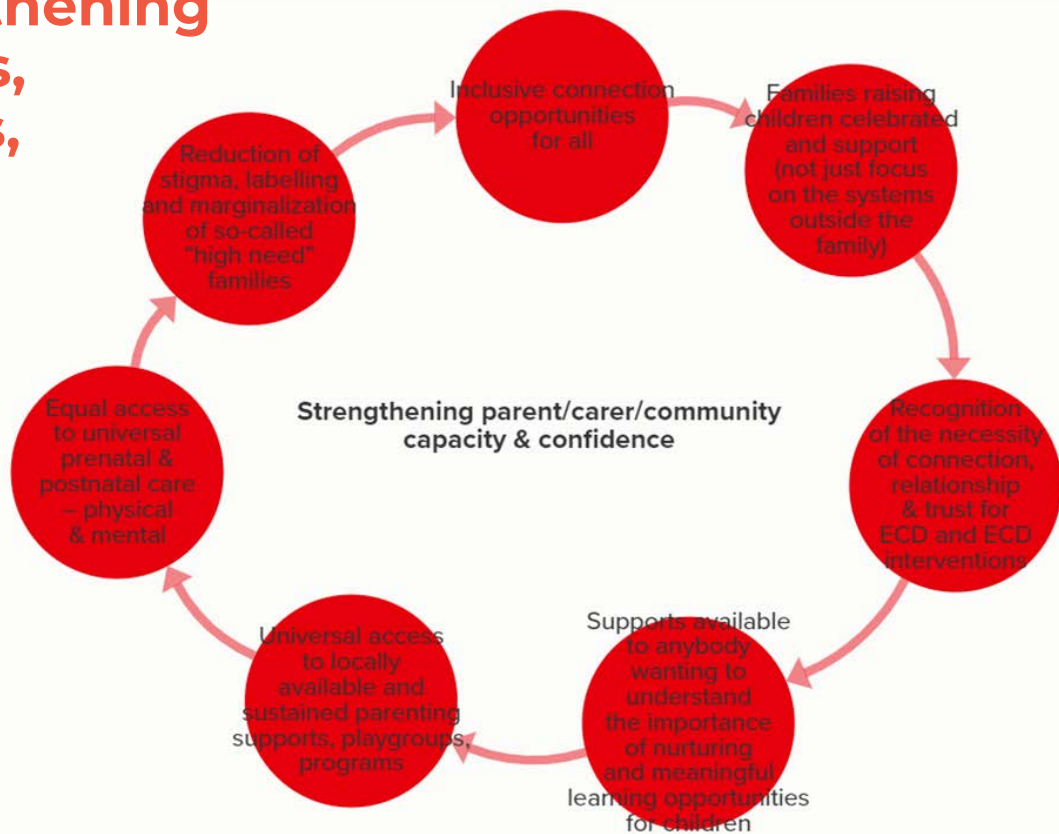 thening
s,
s,
Inclusive connection
opportunities
for all
Families raising
children celebrated
and support
(not just focus
on the systems
outside the
family)
Recognition
of the necessity
of connection,
relationship
& trust for
ECD and ECD
interventions
Supports available
to anybody
wanting to
understand
the importance
of nurturing
and meaningful
learning opportunities
for children
Universal access
to locally
available and
sustained parenting
supports, playgroups,
programs
Equal access
to universal
prenatal &
postnatal care
– physical
& mental
Reduction of
stigma, labelling
and marginalization
of so-called
"high need"
families
Strengthening parent/carer/community
capacity & confidence